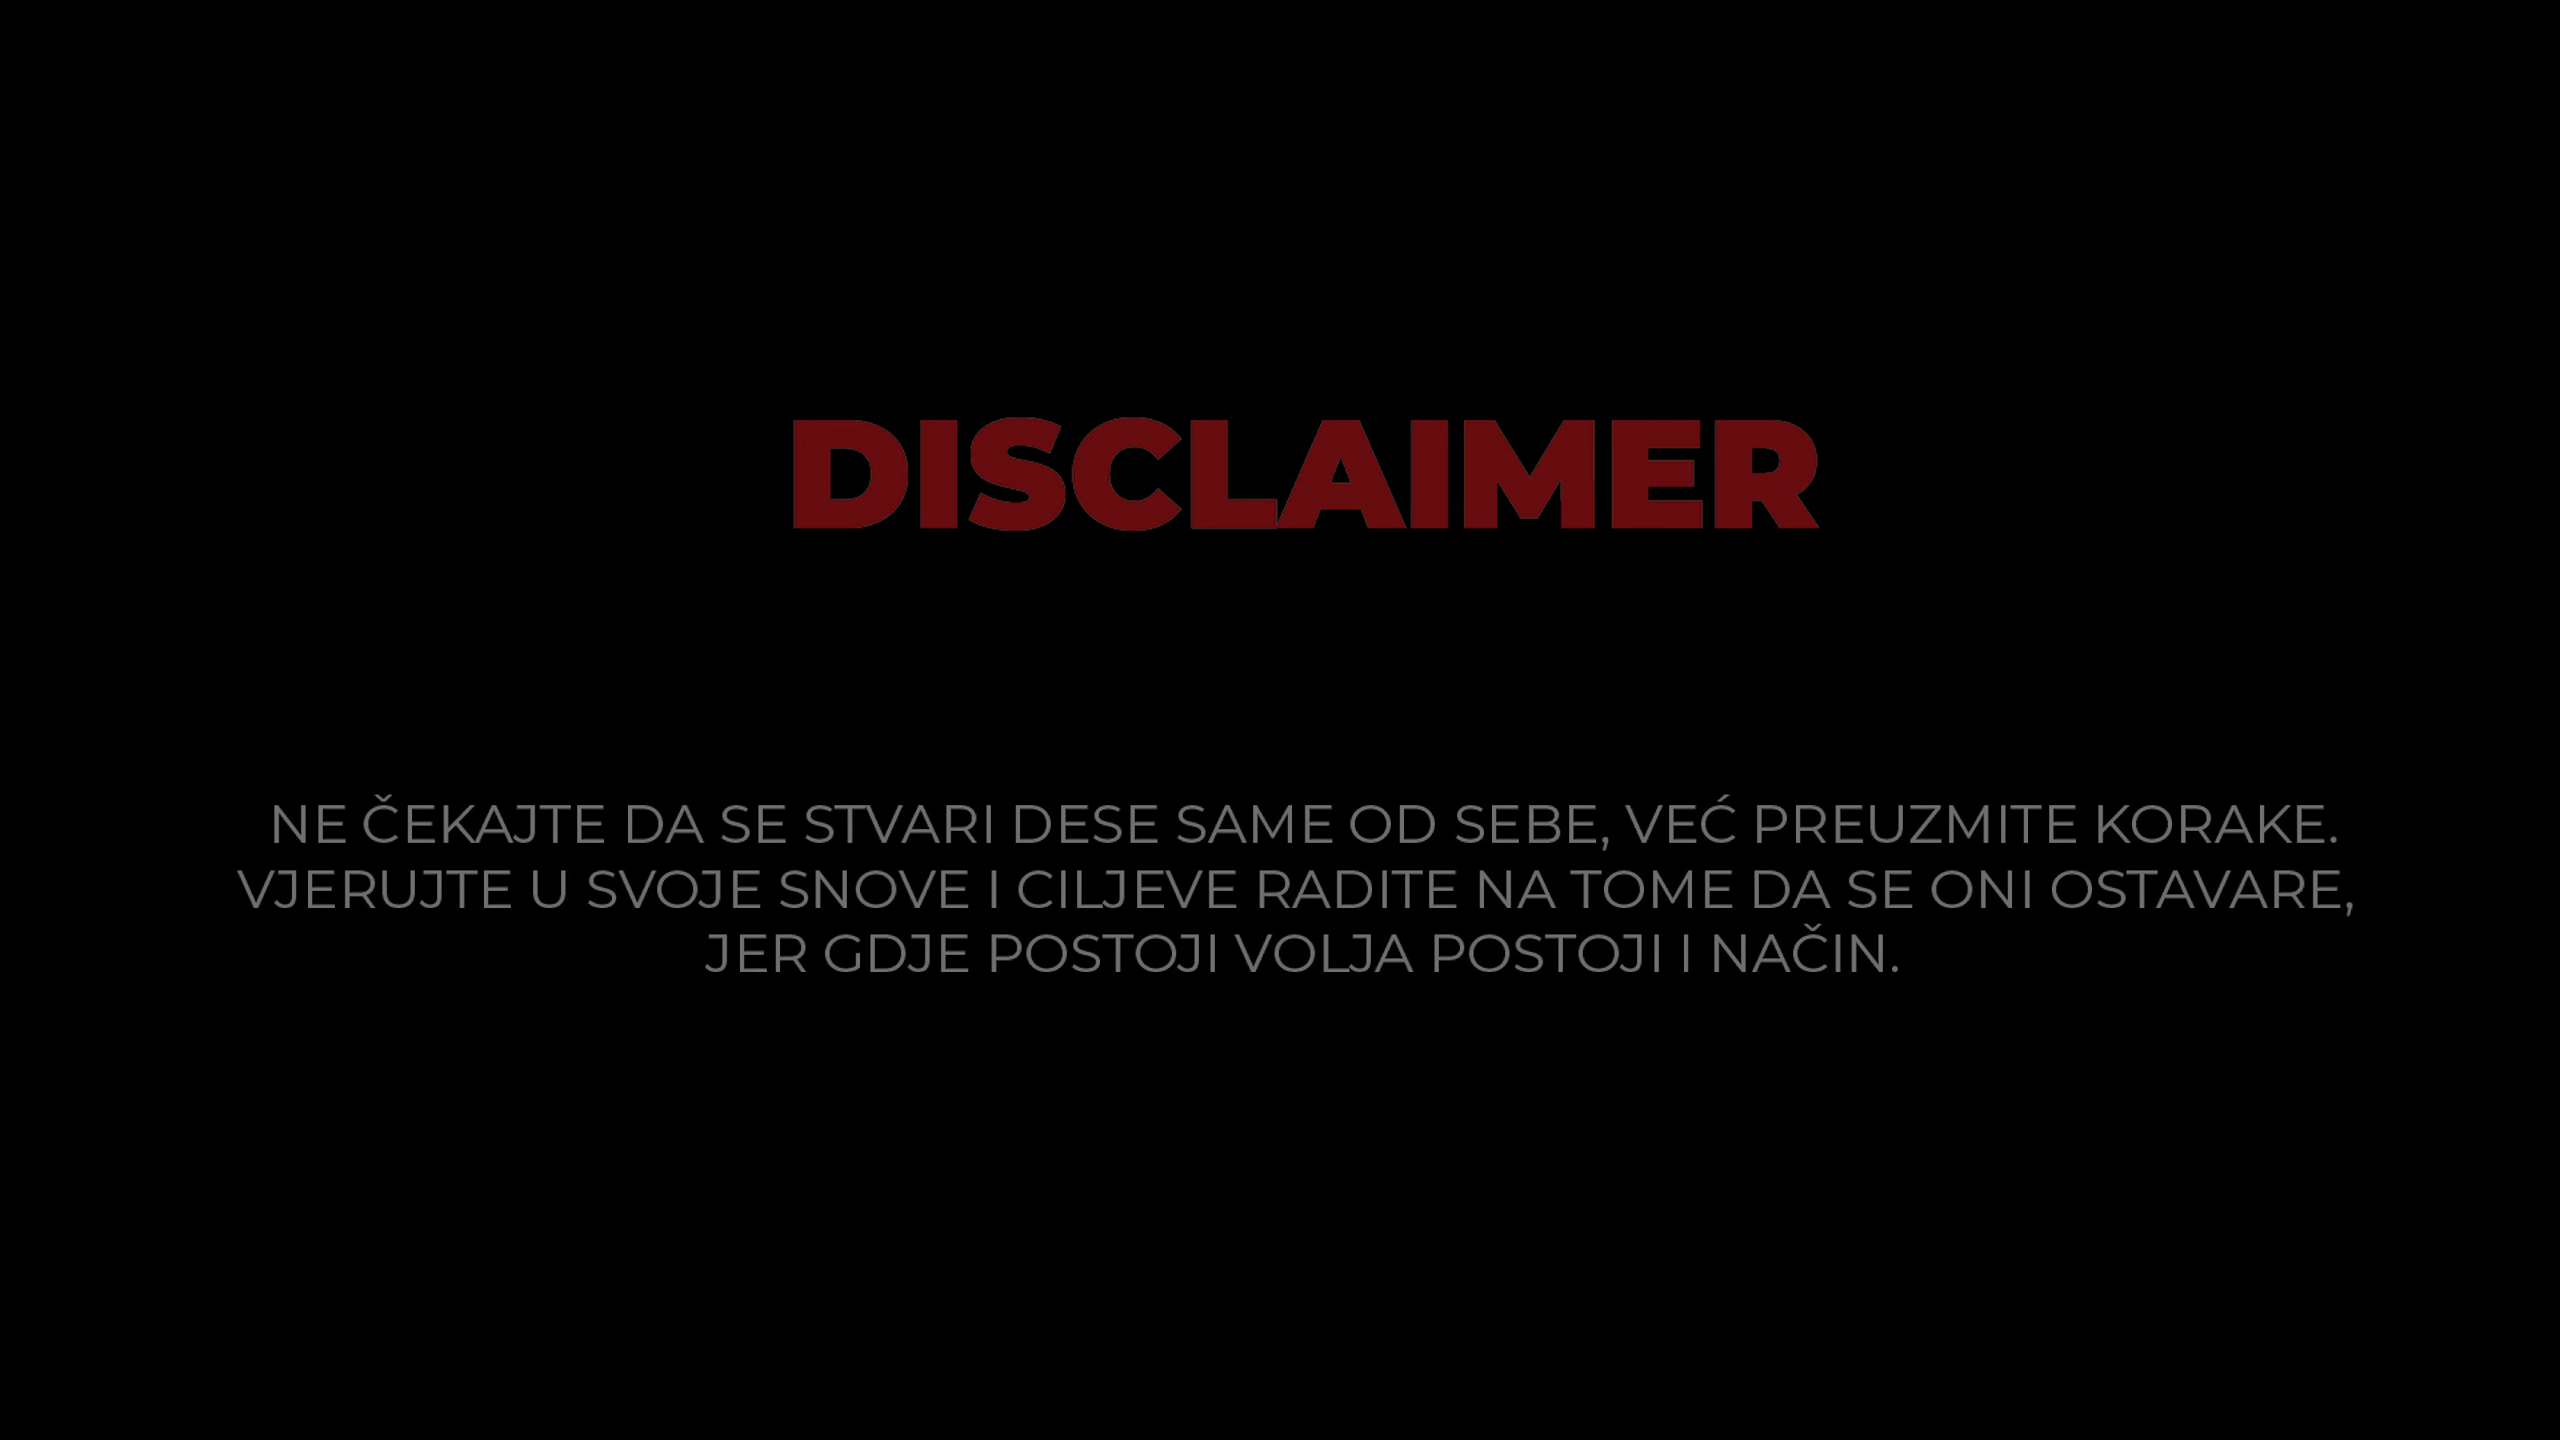 DISCLAIMER
NE ČEKAJTE DA SE STVARI DESE SAME OD SEBE, VEĆ PREUZMITE KORAKE.
VJERUJTE U SVOJE SNOVE I CILJEVE RADITE NA TOME DA SE ONI OSTAVARE,
JER GDJE POSTOJI VOLJA POSTOJI I NAČIN.